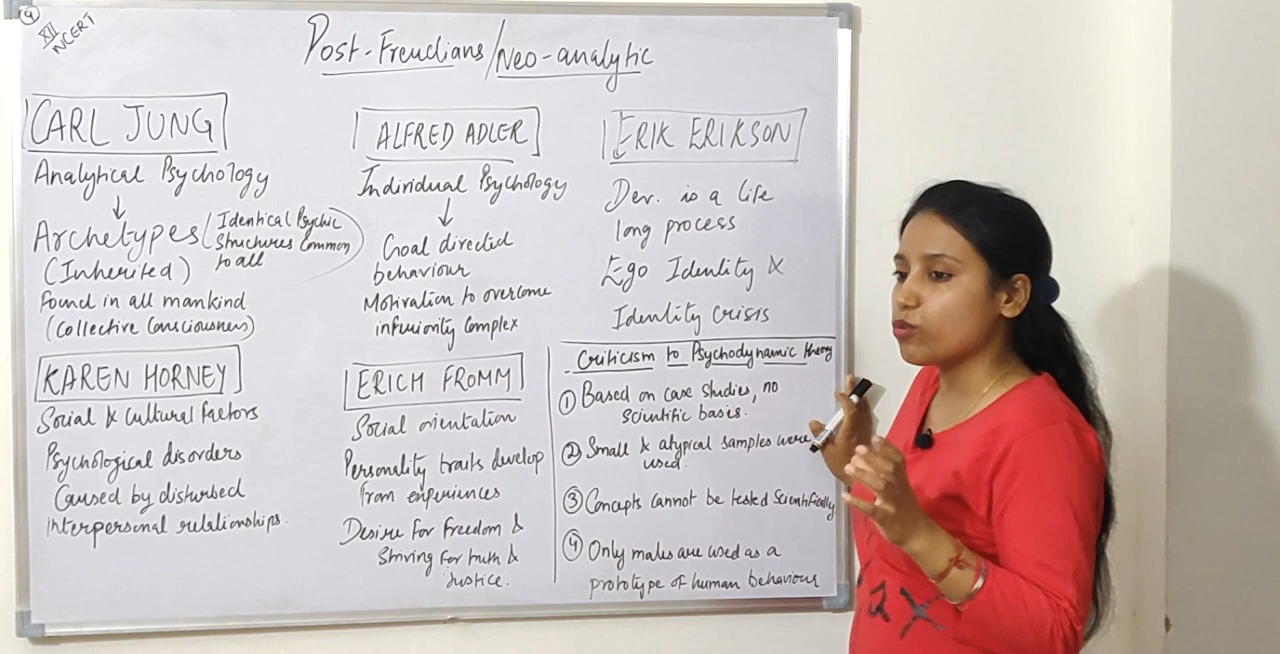 9
XII
NCERT
Post-Freudians/Neo-analytic
CARL JUNG
Analytical Psychology
↓
Archetypes (Identical Psychic
Structures common
to all)
(Inherited)
Found in all mankind
(Collective Consciousness)
ALFRED ADLER
Individual Psychology
↓
Goal directed
behaviour
Motivation to overcome
inferiority complex
ERIK ERIKSON
Dev. is a life
long process
Ego Identity &
Identity crisis
KAREN HORNEY
Social & Cultural factors
Psychological disorders
Caused by disturbed
Interpersonal relationships.
ERICH FROMM
Social orientation
Personality traits develop
from experiences
Desire for freedom &
Striving for truth &
Justice.
Criticism to Psychodynamic theory
① Based on case studies, no
Scientific bases.
② Small & atypical samples were
used.
③ Concepts cannot be tested scientifically
④ Only males are used as a
prototype of human behaviour